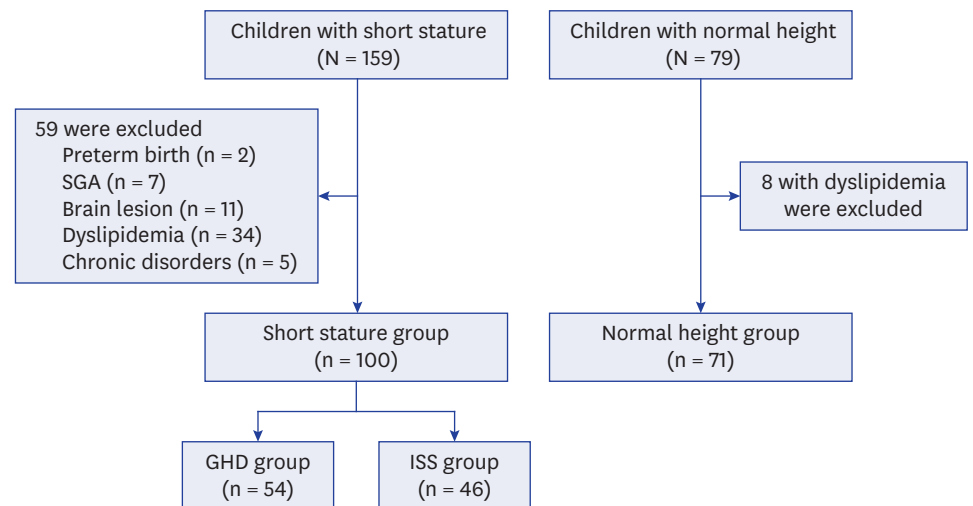 Children with short stature
(N = 159)
Children with normal height
(N = 79)
59 were excluded
Preterm birth (n = 2)
SGA (n = 7)
Brain lesion (n = 11)
Dyslipidemia (n = 34)
Chronic disorders (n = 5)
8 with dyslipidemia
were excluded
Short stature group
(n = 100)
Normal height group
(n = 71)
GHD group
(n = 54)
ISS group
(n = 46)